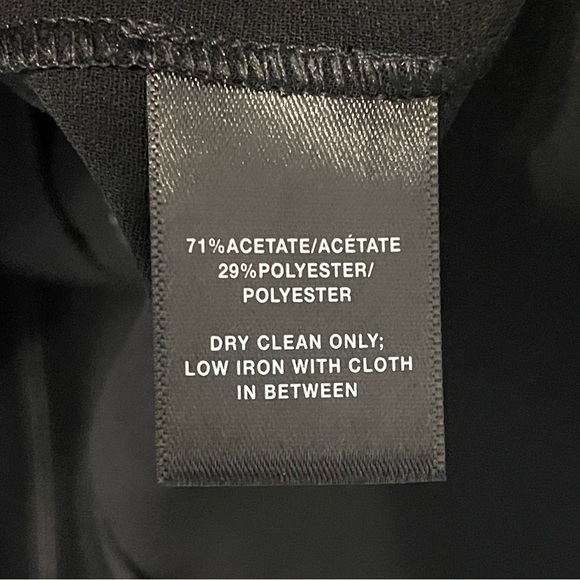 71%ACETATE/ACÉTATE
29%POLYESTER/
POLYESTER
DRY CLEAN ONLY;
LOW IRON WITH CLOTH
IN BETWEEN